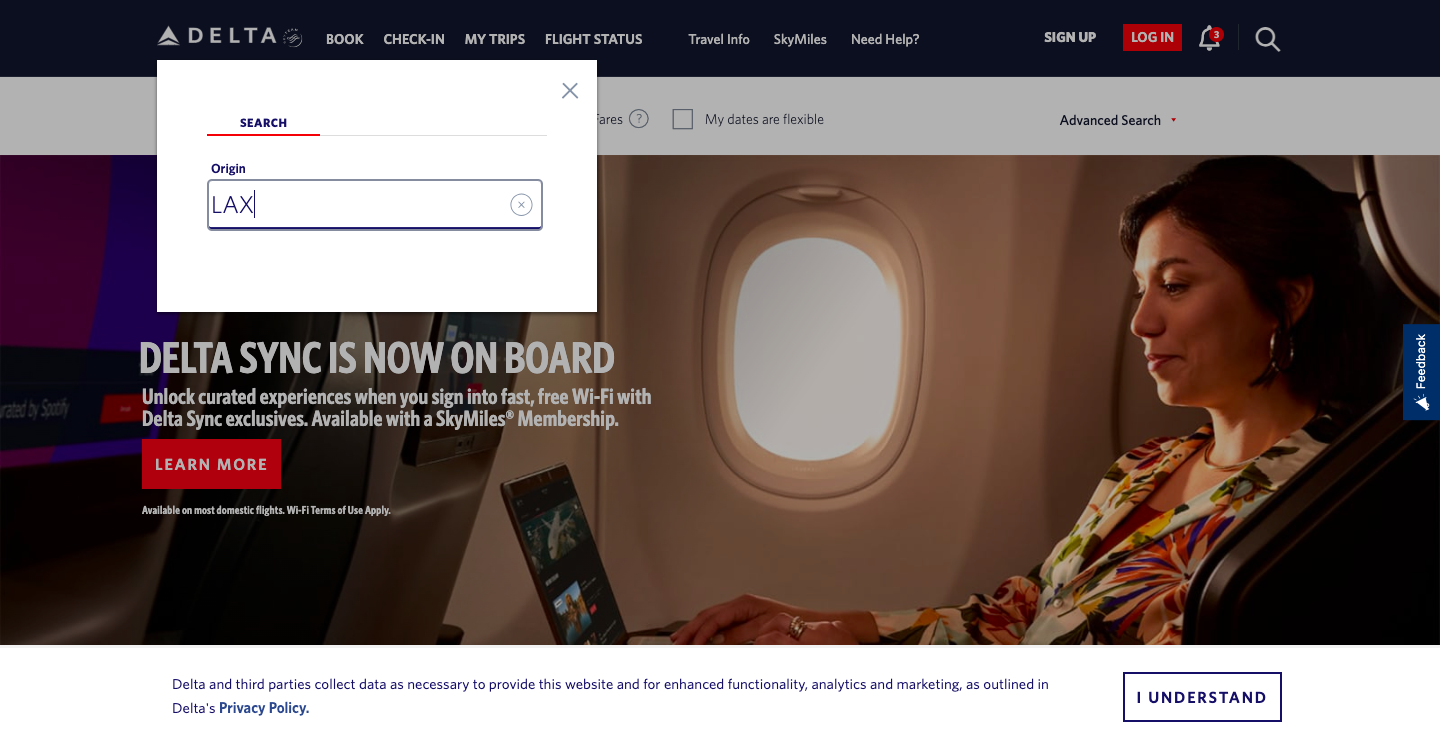 DELTA
BOOK
CHECK-IN
MY TRIPS
FLIGHT STATUS
Travel Info
SkyMiles
Need Help?
SIGN UP
LOG IN
3
SEARCH
Fares
?
My dates are flexible
Advanced Search
Origin
LAX
DELTA SYNC IS NOW ON BOARD
Unlock curated experiences when you sign into fast, free Wi-Fi with
Delta Sync exclusives. Available with a SkyMiles® Membership.
by Spotify
LEARN MORE
Available on most domestic flights. Wi-Fi Terms of Use Apply.
Feedback
Delta and third parties collect data as necessary to provide this website and for enhanced functionality, analytics and marketing, as outlined in
Delta's Privacy Policy.
I UNDERSTAND